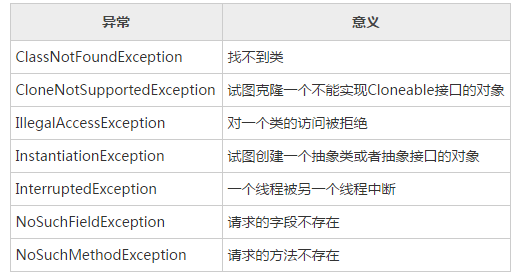 异常 意义
ClassNotFoundException 找不到类
CloneNotSupportedException 试图克隆一个不能实现Cloneable接口的对象
IllegalAccessException 对一个类的访问被拒绝
InstantiationException 试图创建一个抽象类或者抽象接口的对象
InterruptedException 一个线程被另一个线程中断
NoSuchFieldException 请求的字段不存在
NoSuchMethodException 请求的方法不存在